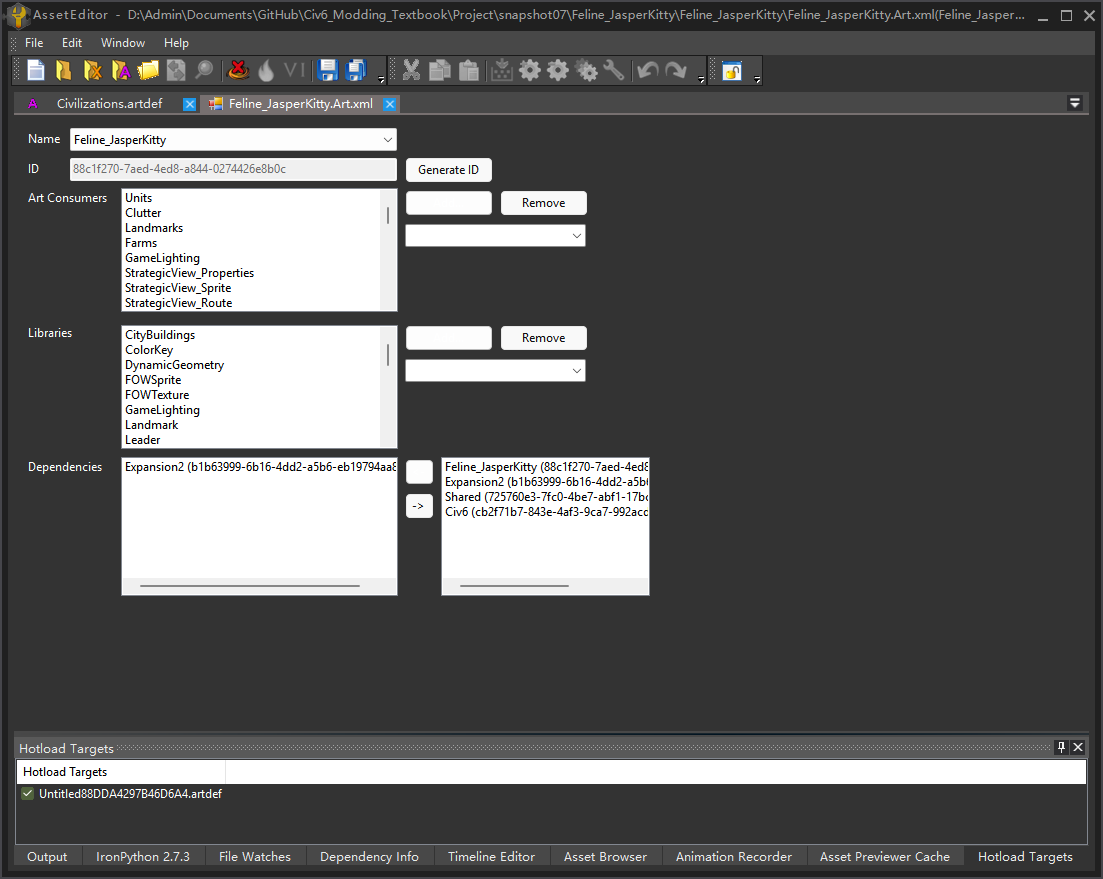 AssetEditor - D:\Admin\Documents\GitHub\Civ6_Modding_Textbook\Project\snapshot07\Feline_JasperKitty\Feline_JasperKitty\Feline_JasperKitty.Art.xml(Feline_Jasper...
File Edit Window Help
VI
Civilizations.artdef Feline_JasperKitty.Art.xml
Name Feline_JasperKitty
ID 88c1f270-7aed-4ed8-a844-0274426e8b0c Generate ID
Art Consumers
Units
Clutter
Landmarks
Farms
GameLighting
StrategicView_Properties
StrategicView_Sprite
StrategicView_Route
Remove
Libraries
CityBuildings
ColorKey
DynamicGeometry
FOWSprite
FOWTexture
GameLighting
Landmark
Leader
Remove
Dependencies
Expansion2 (b1b63999-6b16-4dd2-a5b6-eb19794aa8
->
Feline_JasperKitty (88c1f270-7aed-4ed8
Expansion2 (b1b63999-6b16-4dd2-a5b6
Shared (725760e3-7fc0-4be7-abf1-17bc
Civ6 (cb2f71b7-843e-4af3-9ca7-992acc
Hotload Targets
Hotload Targets
Untitled88DDA4297B46D6A4.artdef
Output IronPython 2.7.3 File Watches Dependency Info Timeline Editor Asset Browser Animation Recorder Asset Previewer Cache Hotload Targets